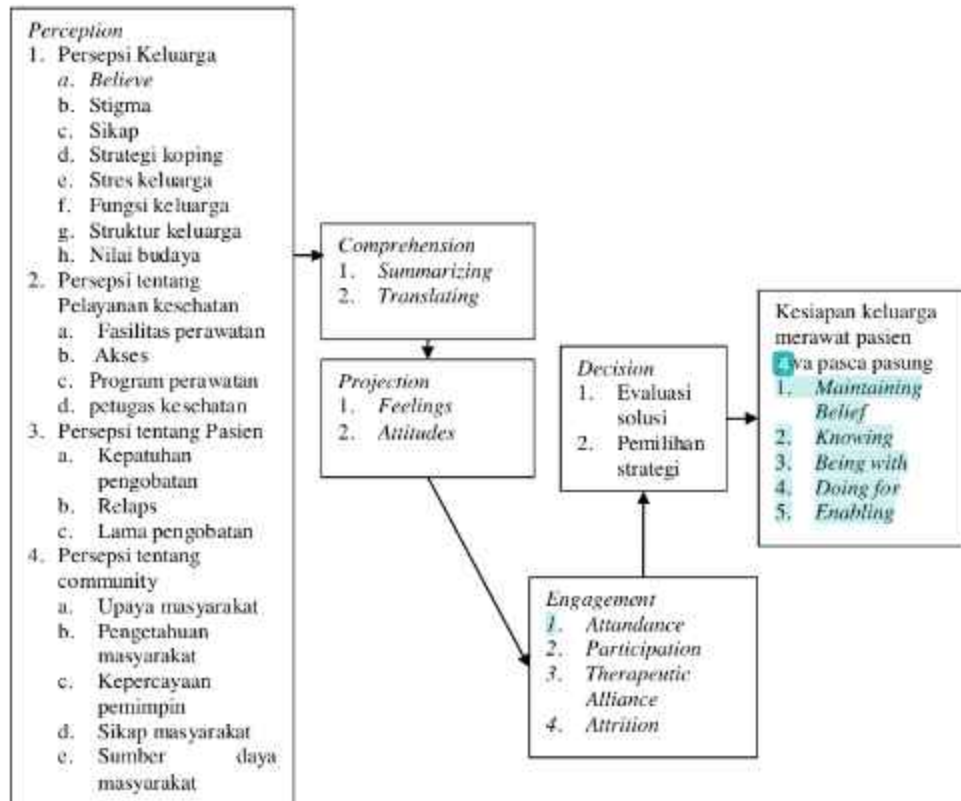 Perception
1. Persepsi Keluarga
a. Believe
b. Stigma
c. Sikap
d. Strategi koping
e. Stres keluarga
f. Fungsi keluarga
g. Struktur keluarga
h. Nilai budaya
2. Persepsi tentang
Pelayanan kesehatan
a. Fasilitas perawatan
b. Akses
c. Program perawatan
d. petugas kesehatan
3. Persepsi tentang Pasien
a. Kepatuhan
pengobatan
b. Relaps
c. Lama pengobatan
4. Persepsi tentang
community
a. Upaya masyarakat
b. Pengetahuan
masyarakat
c. Kepercayaan
pemimpin
d. Sikap masyarakat
e. Sumber daya
masyarakat
Comprehension
1. Summarizing
2. Translating
Projection
1. Feelings
2. Attitudes
Engagement
1. Attandance
2. Participation
3. Therapeutic
Alliance
4. Attrition
Decision
1. Evaluasi
solusi
2. Pemilihan
strategi
Kesiapan keluarga
merawat pasien
pasca pasung
1. Maintaining
Belief
2. Knowing
3. Being with
4. Doing for
5. Enabling